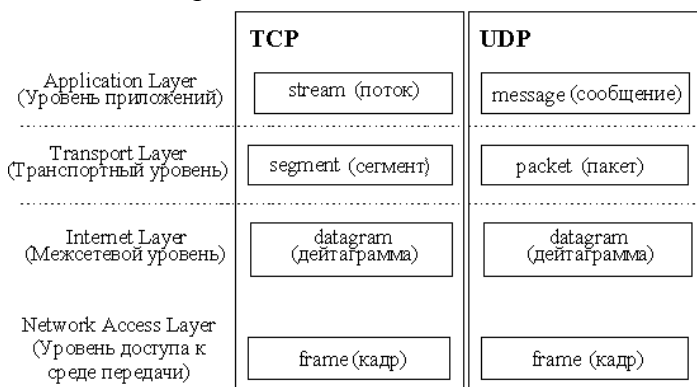 TCP
UDP
Application Layer
(Уровень приложений)
stream (поток)
message (сообщение)
Transport Layer
(Транспортный уровень)
segment (сегмент}
packet (пакет)
Internet Layer
(Межсетевой уровень)
datagram
(дейтаграмма)
datagram
(дейтаграмма)
Network Access Layer
(Уровень доступа к
среде передачи)
frame (кадр)
frame (кадр)